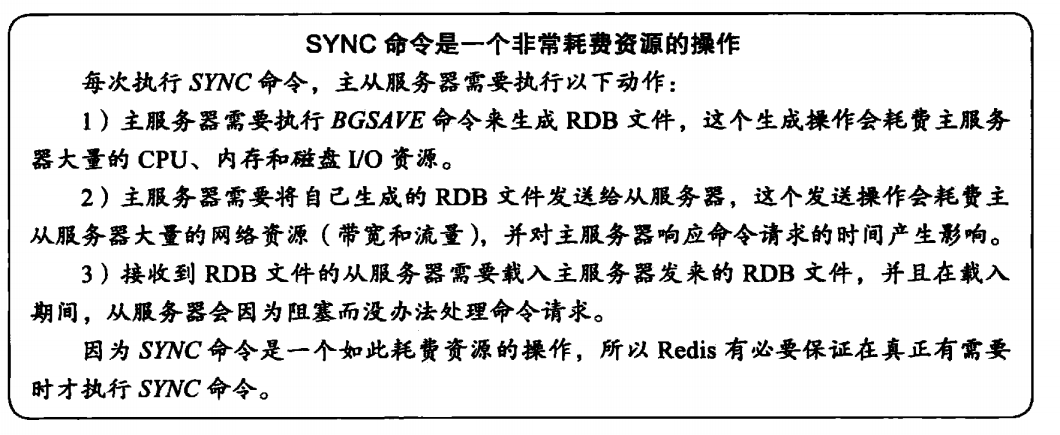 SYNC 命令是一个非常耗费资源的操作
每次执行 SYNC 命令，主从服务器需要执行以下动作：
1）主服务器需要执行 BGSAVE 命令来生成 RDB 文件，这个生成操作会耗费主服务
器大量的 CPU、内存和磁盘 I/O 资源。
2）主服务器需要将自己生成的 RDB 文件发送给从服务器，这个发送操作会耗费主
从服务器大量的网络资源（带宽和流量），并对主服务器响应命令请求的时间产生影响。
3）接收到 RDB 文件的从服务器需要载入主服务器发来的 RDB 文件，并且在载入
期间，从服务器会因为阻塞而没办法处理命令请求。
因为 SYNC 命令是一个如此耗费资源的操作，所以 Redis 有必要保证在真正有需要
时才执行 SYNC 命令。